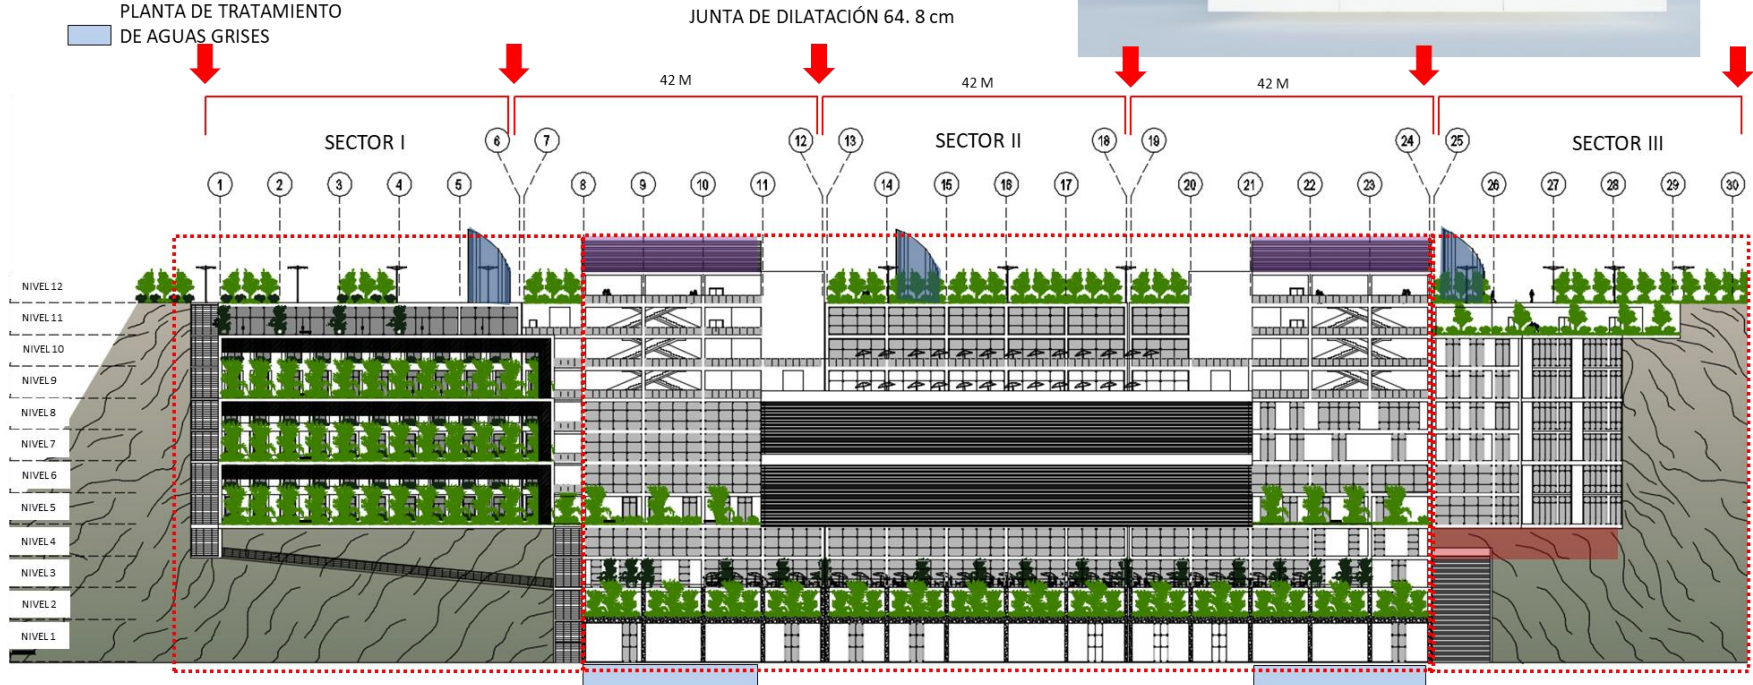 PLANTA DE TRATAMIENTO
DE AGUAS GRISES
JUNTA DE DILATACIÓN 64. 8 cm
42 M
42 M
42 M
SECTOR I
SECTOR II
SECTOR III
6 7 12 13 18 19 24 25
1 2 3 4 5 8 9 10 11 14 15 16 17 20 21 22 23 26 27 28 29 30
NIVEL 12
NIVEL 11
NIVEL 10
NIVEL 9
NIVEL 8
NIVEL 7
NIVEL 6
NIVEL 5
NIVEL 4
NIVEL 3
NIVEL 2
NIVEL 1